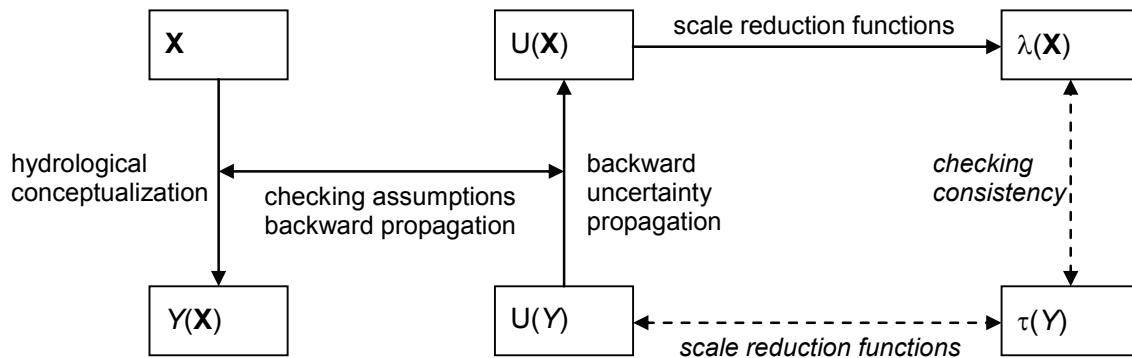 X
U(X)
scale reduction functions
λ(X)
hydrological
conceptualization
checking assumptions
backward propagation
backward
uncertainty
propagation
checking
consistency
Y(X)
U(Y)
scale reduction functions
τ(Y)